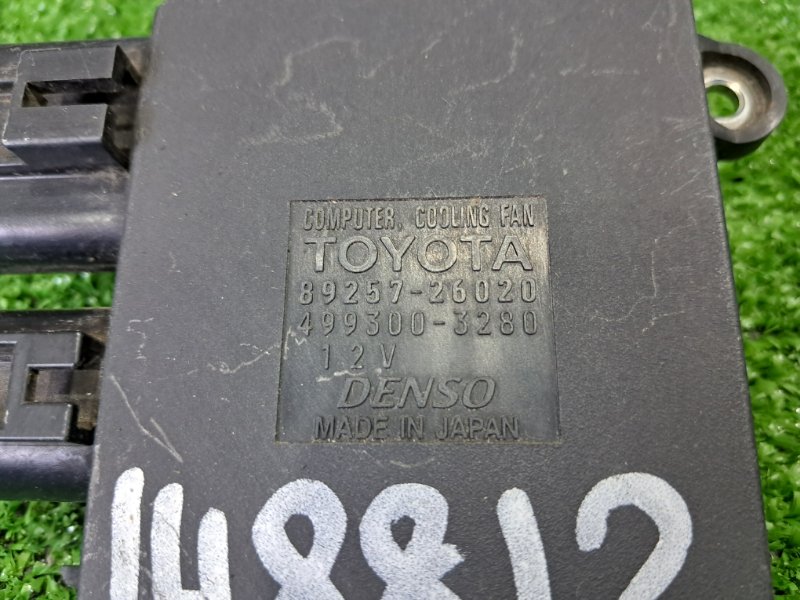 COMPUTER, COOLING FAN
TOYOTA
89257-26020
499300-3280
12V
DENSO
MADE IN JAPAN
148812